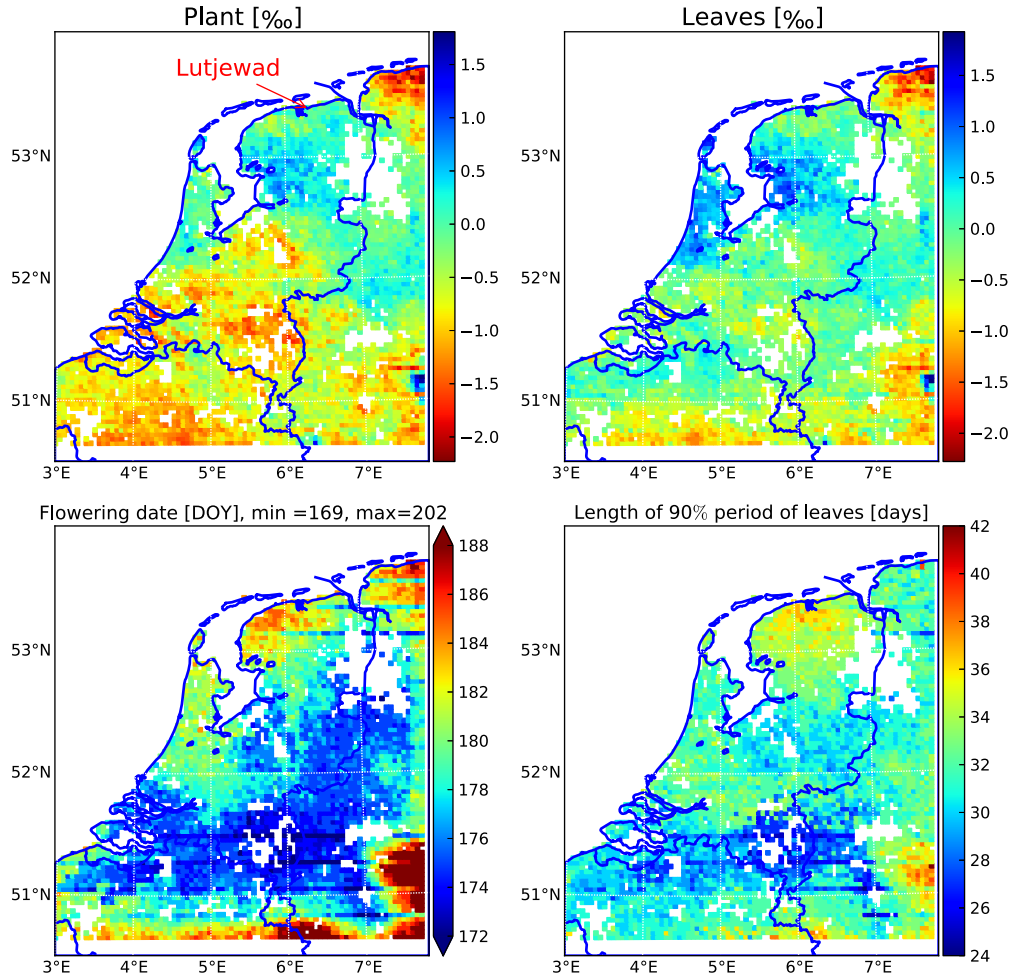 Plant [‰]
Leaves [‰]
Lutjewad
53°N
52°N
51°N
3°E 4°E 5°E 6°E 7°E
1.5
1.0
0.5
0.0
−0.5
−1.0
−1.5
−2.0
53°N
52°N
51°N
3°E 4°E 5°E 6°E 7°E
1.5
1.0
0.5
0.0
−0.5
−1.0
−1.5
−2.0
Flowering date [DOY], min =169, max=202
Length of 90% period of leaves [days]
53°N
52°N
51°N
3°E 4°E 5°E 6°E 7°E
188
186
184
182
180
178
176
174
172
53°N
52°N
51°N
3°E 4°E 5°E 6°E 7°E
42
40
38
36
34
32
30
28
26
24